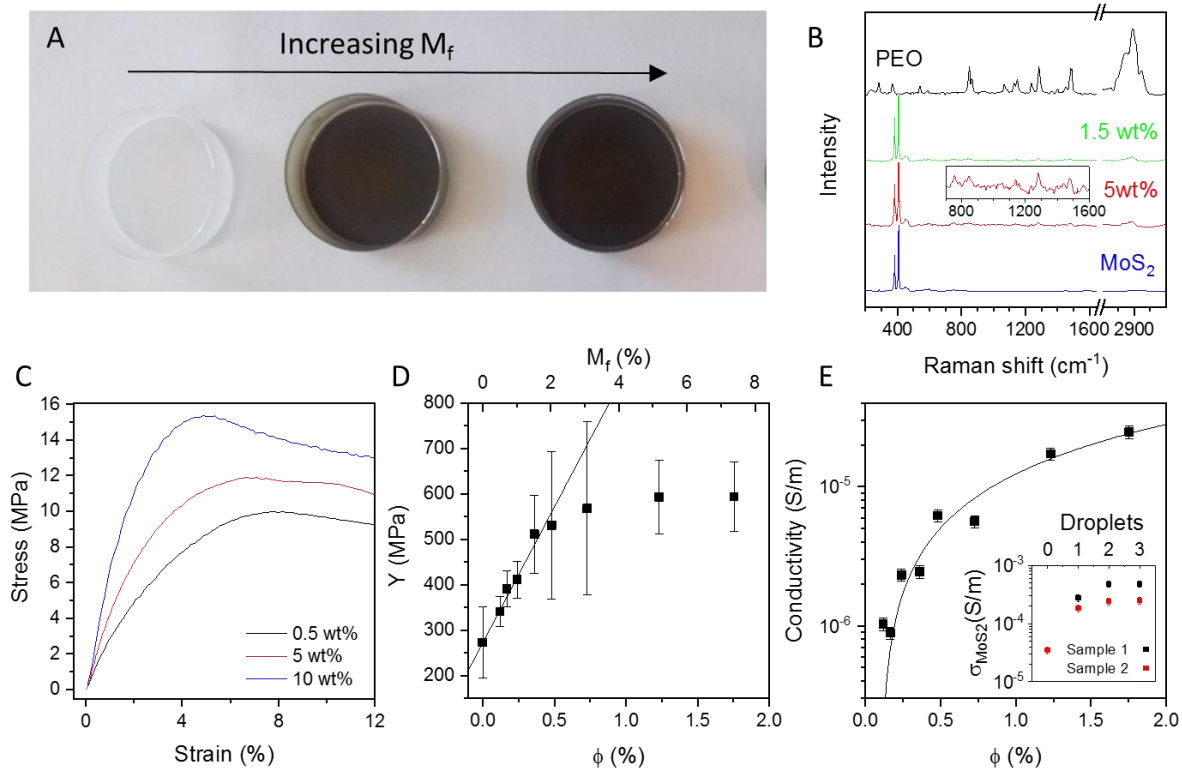 A
Increasing M_f
B
Intensity
PEO
1.5 wt%
5wt%
800 1200 1600
MoS₂
400 800 1200 1600 2900
Raman shift (cm⁻¹)
C
Stress (MPa)
16
14
12
10
8
6
4
2
0
0.5 wt%
5 wt%
10 wt%
0 4 8 12
Strain (%)
D
M_f (%)
0 2 4 6 8
Y (MPa)
800
700
600
500
400
300
200
0.0 0.5 1.0 1.5 2.0
ϕ (%)
E
Conductivity (S/m)
10⁻⁵
10⁻⁶
Droplets
0 1 2 3
σ_MoS2(S/m)
10⁻³
10⁻⁴
10⁻⁵
Sample 1
Sample 2
0.0 0.5 1.0 1.5 2.0
ϕ (%)